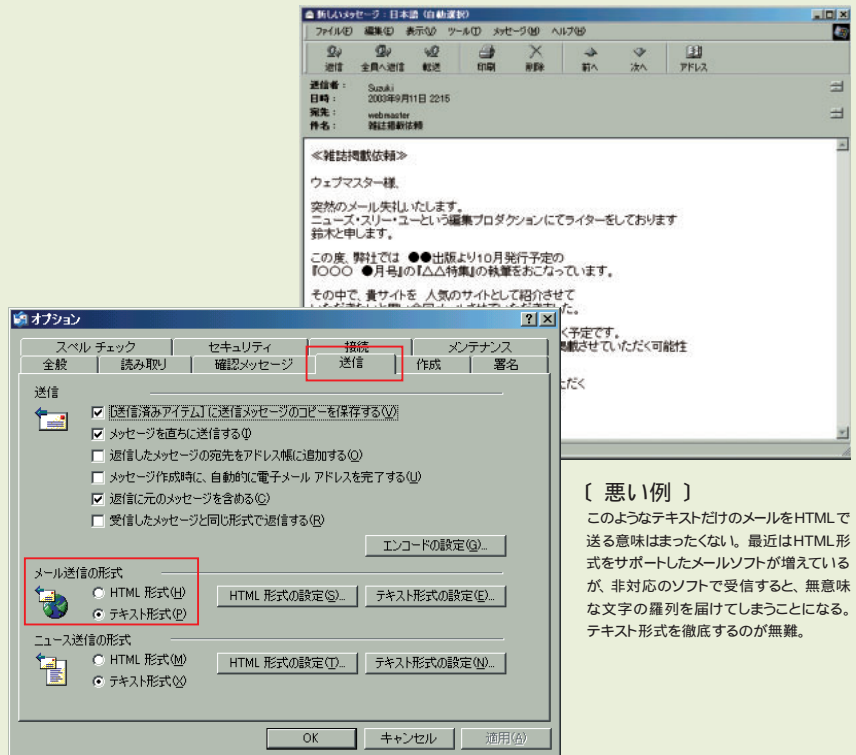 新しいメッセージ : 日本語 (自動選択)
ファイル(F) 編集(E) 表示(V) ツール(T) メッセージ(M) ヘルプ(H)
返信 全員へ返信 転送 印刷 削除 前へ 次へ アドレス
送信者 : Suzuki
日時 : 2003年9月11日 22:15
宛先 : webmaster
件名 : 雑誌掲載依頼
≪雑誌掲載依頼≫
ウェブマスター様、
突然のメール失礼いたします。
ニューズ・スリー・ユーという編集プロダクションにてライターをしております
鈴木と申します。
この度、弊社では ●●出版より10月発行予定の
『○○○ ●月号』の『△△特集』の執筆をおこなっています。
その中で、貴サイトを 人気のサイトとして紹介させて
た。
く予定です。
載させていただく可能性
ただく
オプション
スペル チェック セキュリティ 接続 メンテナンス
全般 読み取り 確認メッセージ 送信 作成 署名
送信
[送信済みアイテム] に送信メッセージのコピーを保存する(V)
メッセージを直ちに送信する(I)
返信したメッセージの宛先をアドレス帳に追加する(O)
メッセージ作成時に、自動的に電子メール アドレスを完了する(U)
返信に元のメッセージを含める(C)
受信したメッセージと同じ形式で返信する(R)
エンコードの設定(G)...
メール送信の形式
HTML 形式(H) HTML 形式の設定(S)... テキスト形式の設定(E)...
テキスト形式(P)
ニュース送信の形式
HTML 形式(M) HTML 形式の設定(T)... テキスト形式の設定(N)...
テキスト形式(X)
OK キャンセル 適用(A)
〔 悪い例 〕
このようなテキストだけのメールをHTMLで
送る意味はまったくない。最近はHTML形
式をサポートしたメールソフトが増えている
が、非対応のソフトで受信すると、無意味
な文字の羅列を届けてしまうことになる。
テキスト形式を徹底するのが無難。